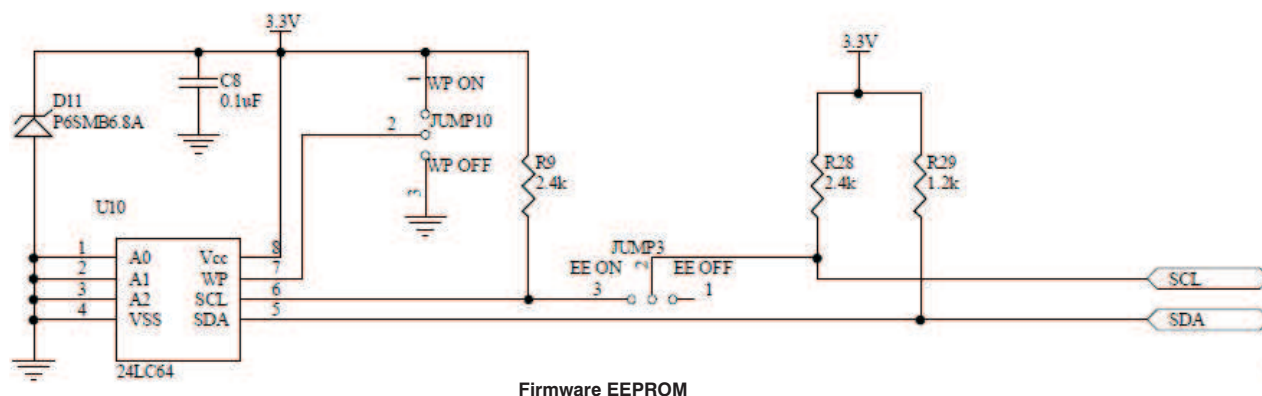 3.3V
3.3V
C8
0.1uF
1
WP ON
D11
P6SMB6.8A
2
JUMP10
WP OFF
3
R9
2.4k
R28
2.4k
R29
1.2k
U10
1 A0 Vcc 8
2 A1 WP 7
3 A2 SCL 6
4 VSS SDA 5
24LC64
JUMP3
EE ON 2 EE OFF
3 1
SCL
SDA
Firmware EEPROM